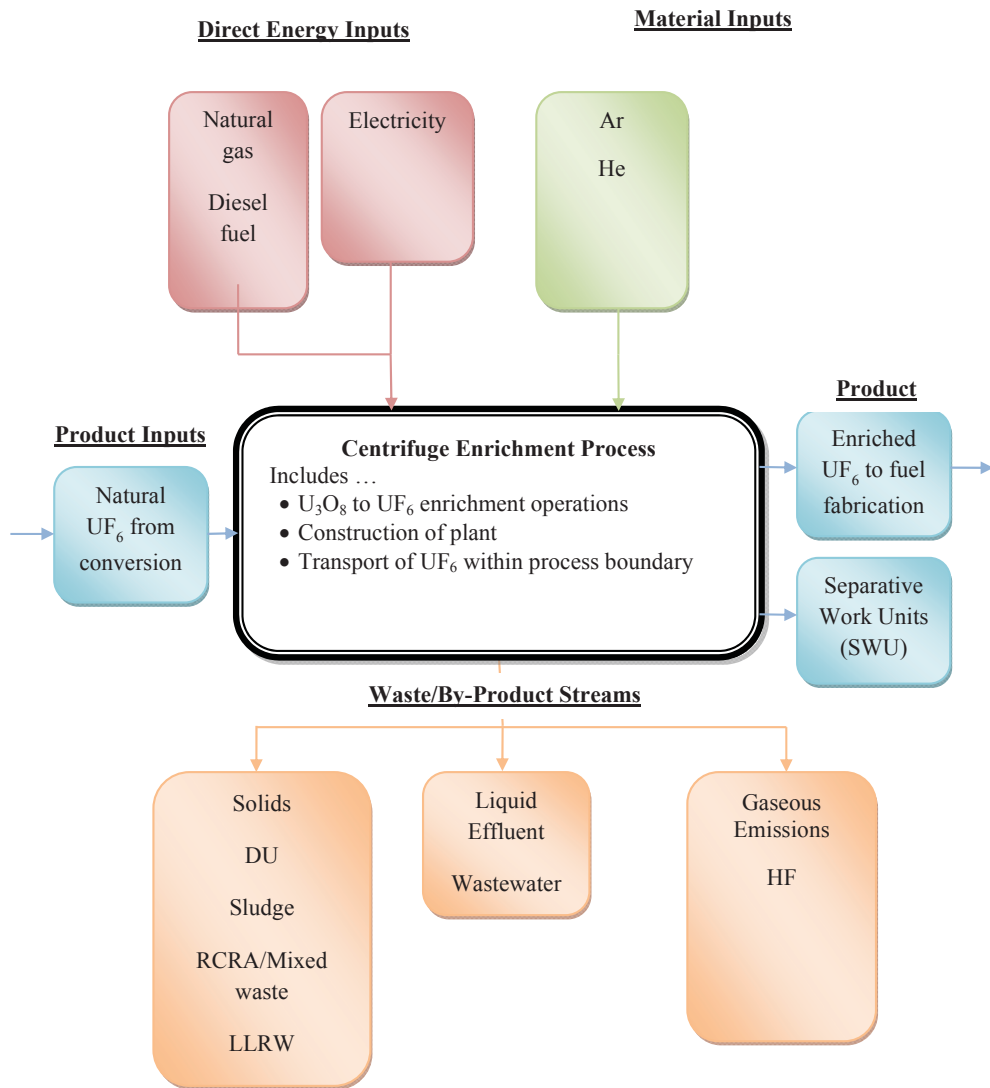 Direct Energy Inputs
Material Inputs
Natural
gas
Diesel
fuel
Electricity
Ar
He
Product Inputs
Natural
UF₆ from
conversion
Centrifuge Enrichment Process
Includes …
• U₃O₈ to UF₆ enrichment operations
• Construction of plant
• Transport of UF₆ within process boundary
Product
Enriched
UF₆ to fuel
fabrication
Separative
Work Units
(SWU)
Waste/By-Product Streams
Solids
DU
Sludge
RCRA/Mixed
waste
LLRW
Liquid
Effluent
Wastewater
Gaseous
Emissions
HF